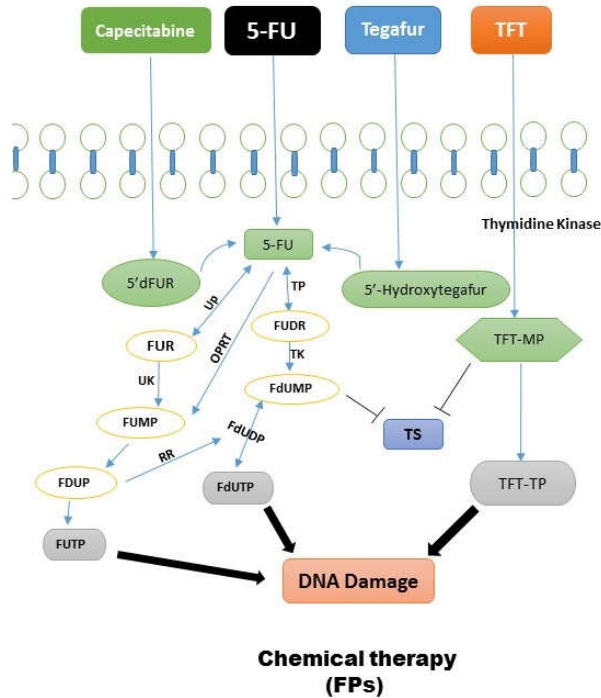 Capecitabine
5-FU
Tegafur
TFT
Thymidine Kinase
5-FU
5'dFUR
5'-Hydroxytegafur
UP
TP
OPRT
FUDR
FUR
TFT-MP
TK
UK
FdUMP
FUMP
FdUDP
TS
RR
FDUP
FdUTP
TFT-TP
FUTP
DNA Damage
Chemical therapy
(FPs)